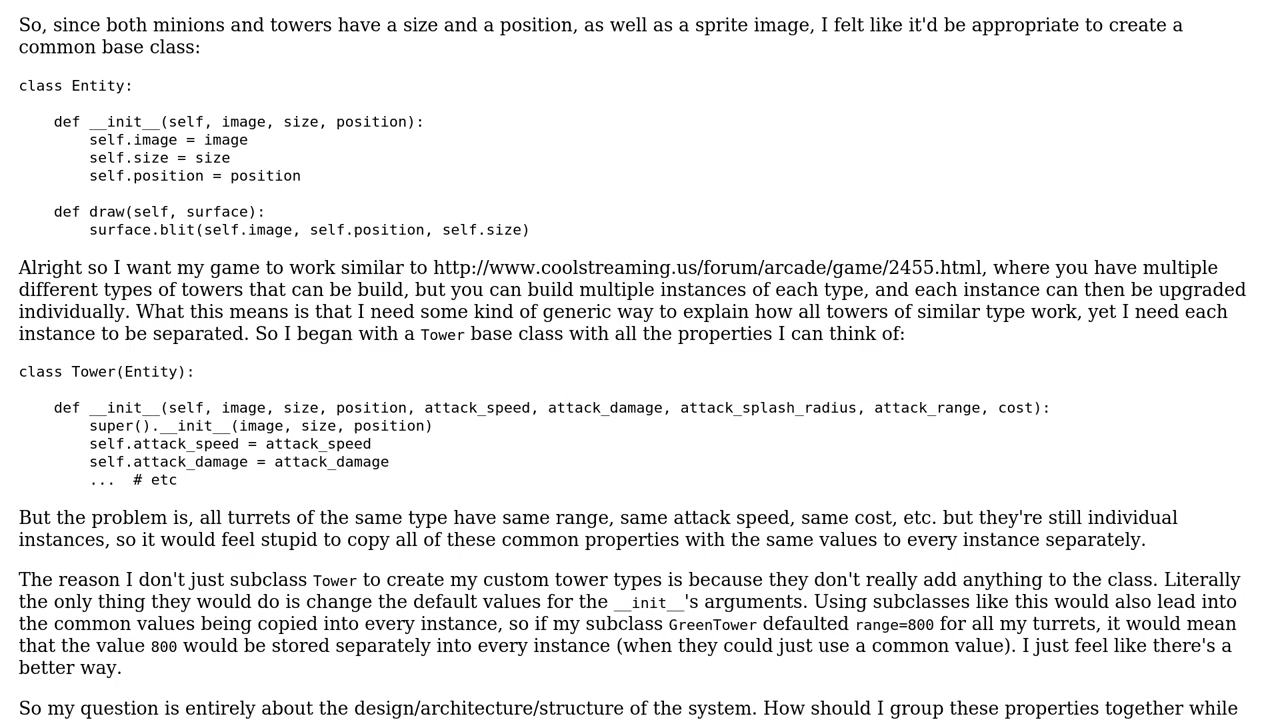 So, since both minions and towers have a size and a position, as well as a sprite image, I felt like it'd be appropriate to create a
common base class:
class Entity:
    def __init__(self, image, size, position):
        self.image = image
        self.size = size
        self.position = position
    def draw(self, surface):
        surface.blit(self.image, self.position, self.size)
Alright so I want my game to work similar to http://www.coolstreaming.us/forum/arcade/game/2455.html, where you have multiple
different types of towers that can be build, but you can build multiple instances of each type, and each instance can then be upgraded
individually. What this means is that I need some kind of generic way to explain how all towers of similar type work, yet I need each
instance to be separated. So I began with a Tower base class with all the properties I can think of:
class Tower(Entity):
    def __init__(self, image, size, position, attack_speed, attack_damage, attack_splash_radius, attack_range, cost):
        super().__init__(image, size, position)
        self.attack_speed = attack_speed
        self.attack_damage = attack_damage
        ...  # etc
But the problem is, all turrets of the same type have same range, same attack speed, same cost, etc. but they're still individual
instances, so it would feel stupid to copy all of these common properties with the same values to every instance separately.
The reason I don't just subclass Tower to create my custom tower types is because they don't really add anything to the class. Literally
the only thing they would do is change the default values for the __init__'s arguments. Using subclasses like this would also lead into
the common values being copied into every instance, so if my subclass GreenTower defaulted range=800 for all my turrets, it would mean
that the value 800 would be stored separately into every instance (when they could just use a common value). I just feel like there's a
better way.
So my question is entirely about the design/architecture/structure of the system. How should I group these properties together while